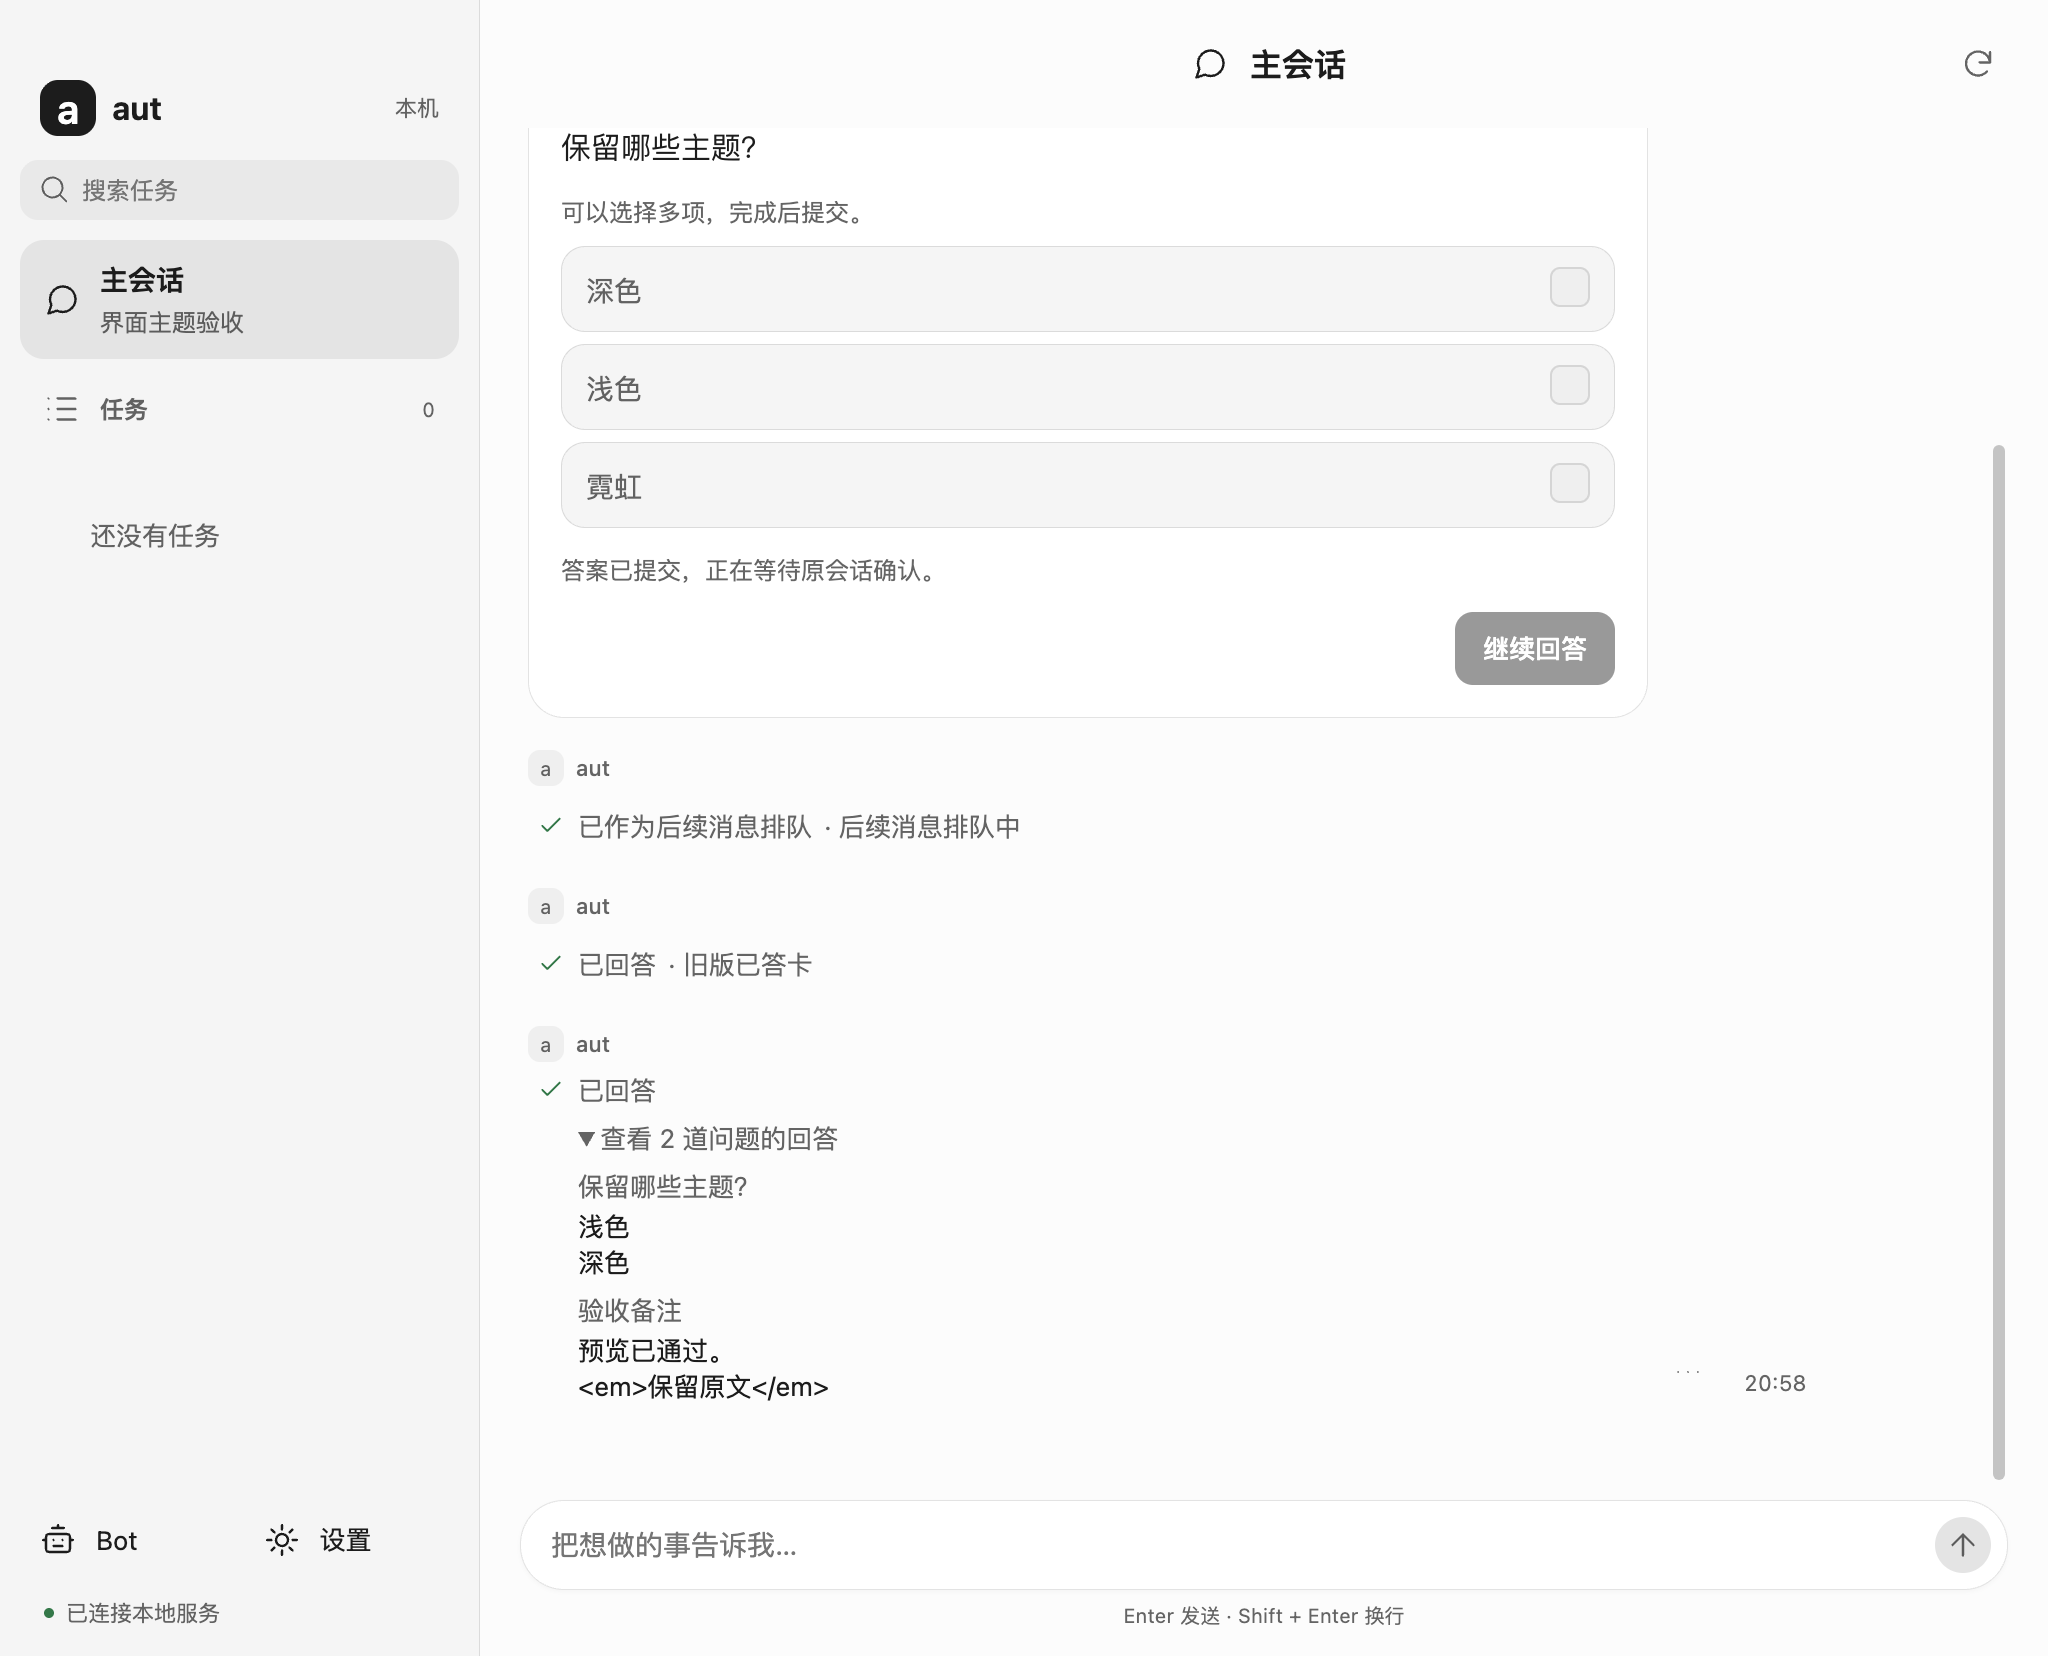 a aut 本机
搜索任务
主会话
界面主题验收
任务 0
还没有任务
Bot 设置
已连接本地服务
主会话
保留哪些主题?
可以选择多项，完成后提交。
深色
浅色
霓虹
答案已提交，正在等待原会话确认。
继续回答
a aut
已作为后续消息排队 · 后续消息排队中
a aut
已回答 · 旧版已答卡
a aut
已回答
▼查看 2 道问题的回答
保留哪些主题?
浅色
深色
验收备注
预览已通过。
<em>保留原文</em>
··· 20:58
把想做的事告诉我...
Enter 发送 · Shift + Enter 换行